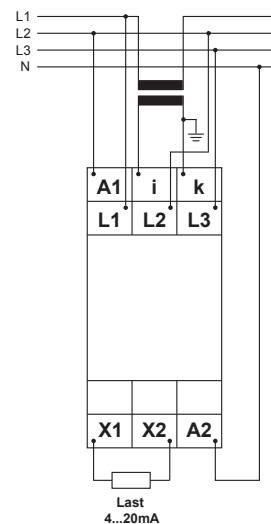 L1
L2
L3
N
A1 i k
L1 L2 L3
X1 X2 A2
Last
4...20mA